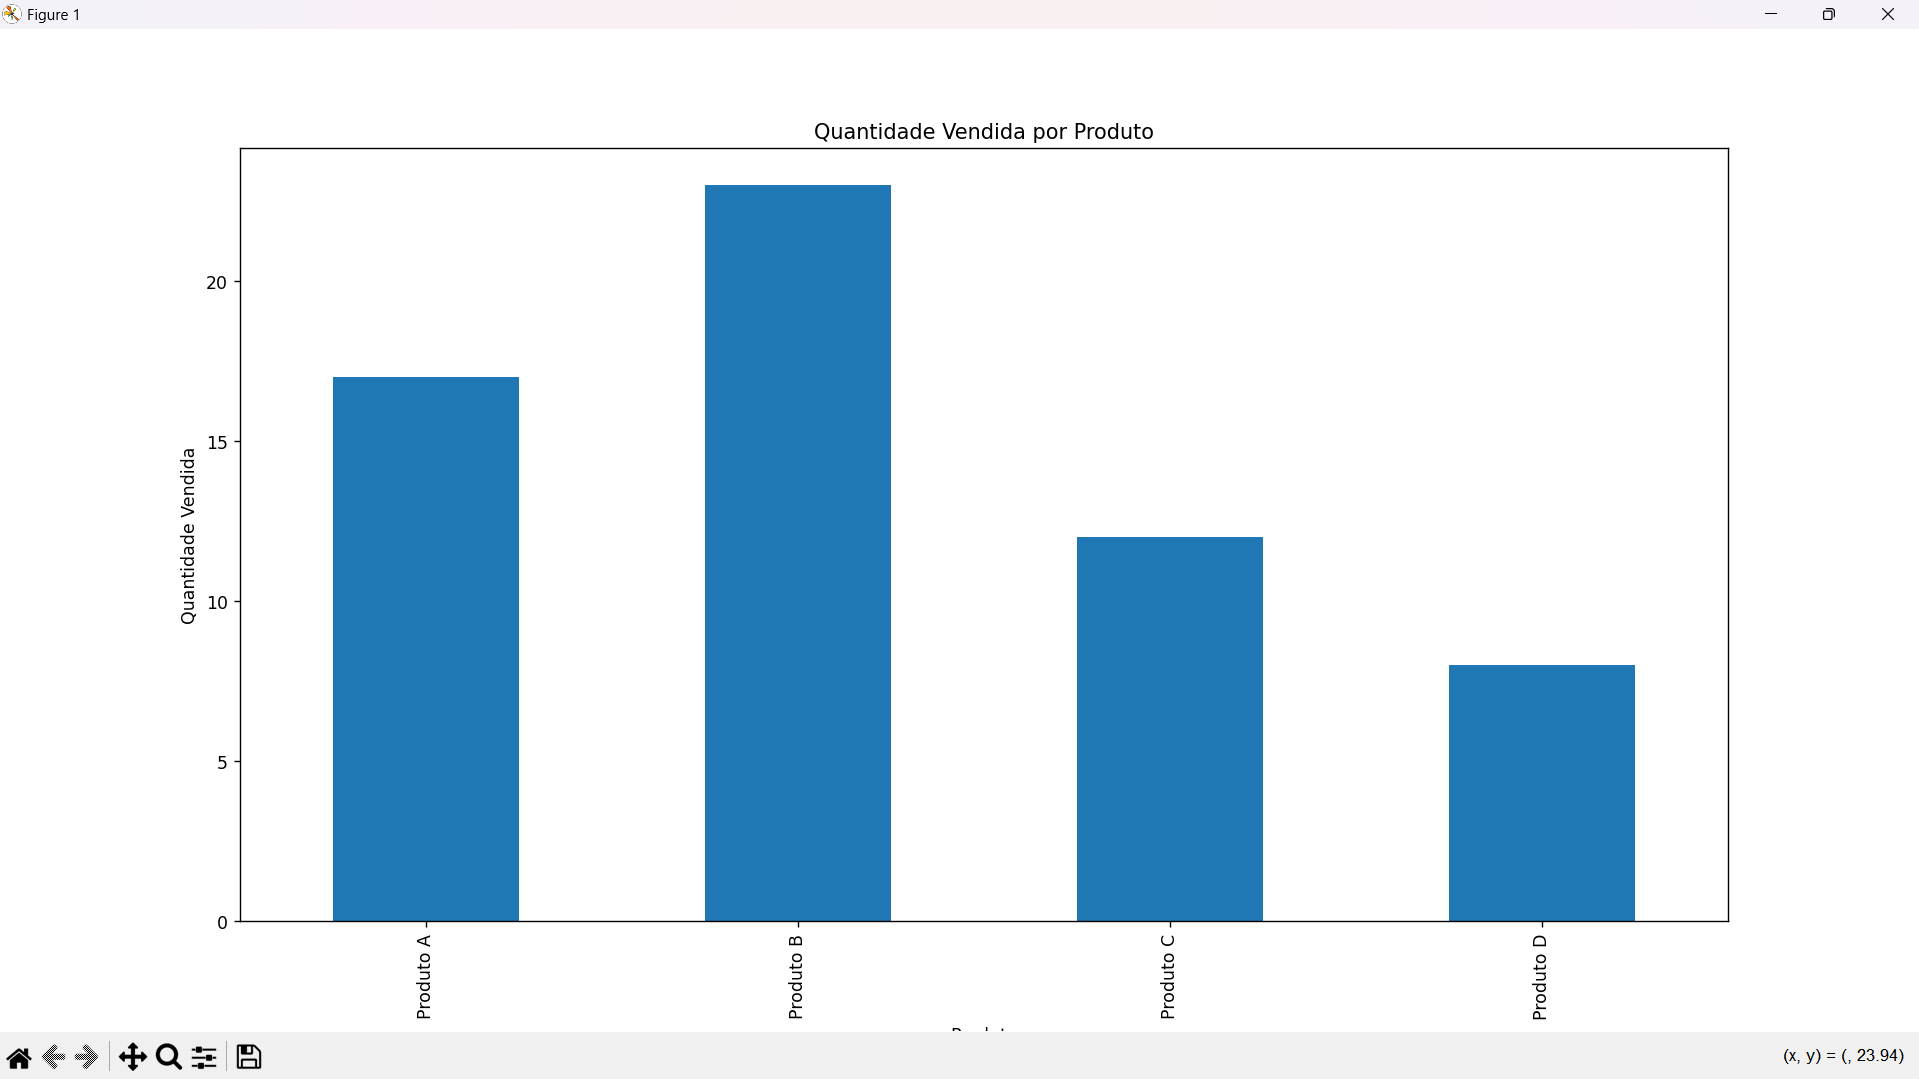 Figure 1
Quantidade Vendida por Produto
Quantidade Vendida
20
15
10
5
0
Produto A
Produto B
Produto C
Produto D
(x, y) = (, 23.94)